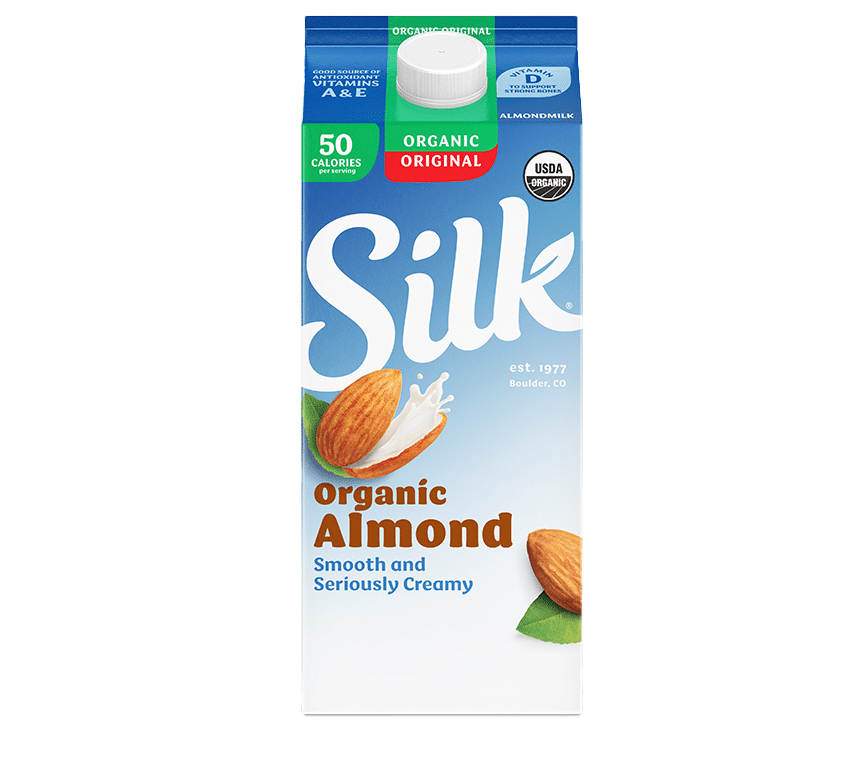 ORGANIC ORIGINAL
GOOD SOURCE OF
ANTIOXIDANT
VITAMINS
A & E
VITAMIN
D
TO SUPPORT
STRONG BONES
ALMONDMILK
50
CALORIES
per serving
ORGANIC
ORIGINAL
USDA
ORGANIC
Silk®
est. 1977
Boulder, CO
Organic
Almond
Smooth and
Seriously Creamy